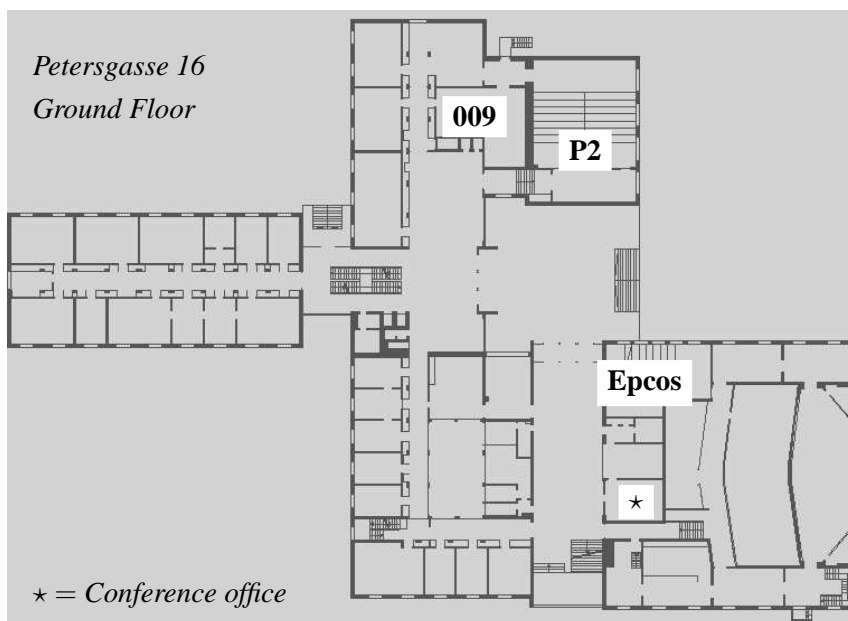 Petersgasse 16
Ground Floor
009
P2
Epcos
⋆
⋆ = Conference office